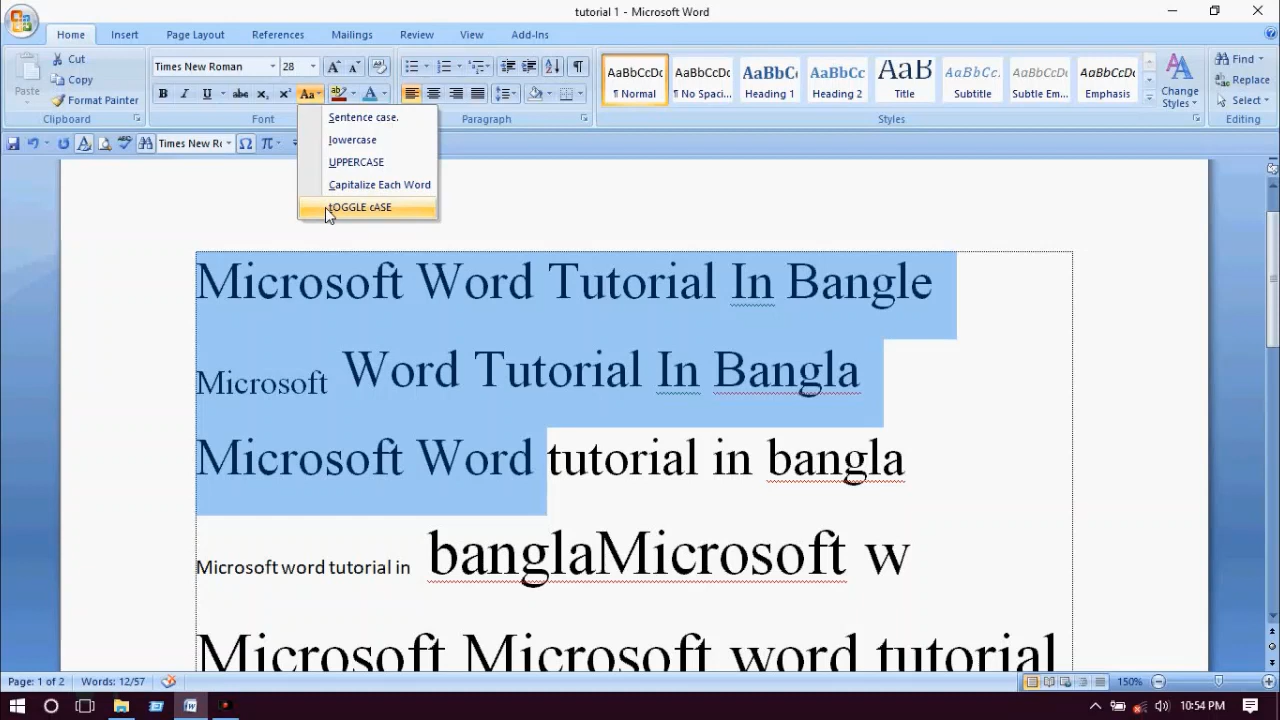 tutorial 1 - Microsoft Word
Home Insert Page Layout References Mailings Review View Add-Ins
Cut
Copy
Format Painter
Paste
Clipboard
Times New Roman 28
B I U abc x₂ x² Aa
Font
Paragraph
AaBbCcDc AaBbCcDc AaBbC AaBbCc AaB AaBbCc. AaBbCcDc AaBbCcDc
¶ Normal ¶ No Spaci... Heading 1 Heading 2 Title Subtitle Subtle Em... Emphasis
Styles
Change
Styles
Find
Replace
Select
Editing
Times New Ro Ω π
Sentence case.
lowercase
UPPERCASE
Capitalize Each Word
tOGGLE cASE
Microsoft Word Tutorial In Bangle
Microsoft Word Tutorial In Bangla
Microsoft Word tutorial in bangla
Microsoft word tutorial in banglaMicrosoft w
Microsoft Microsoft word tutorial
Page: 1 of 2 Words: 12/57 150%
10:54 PM